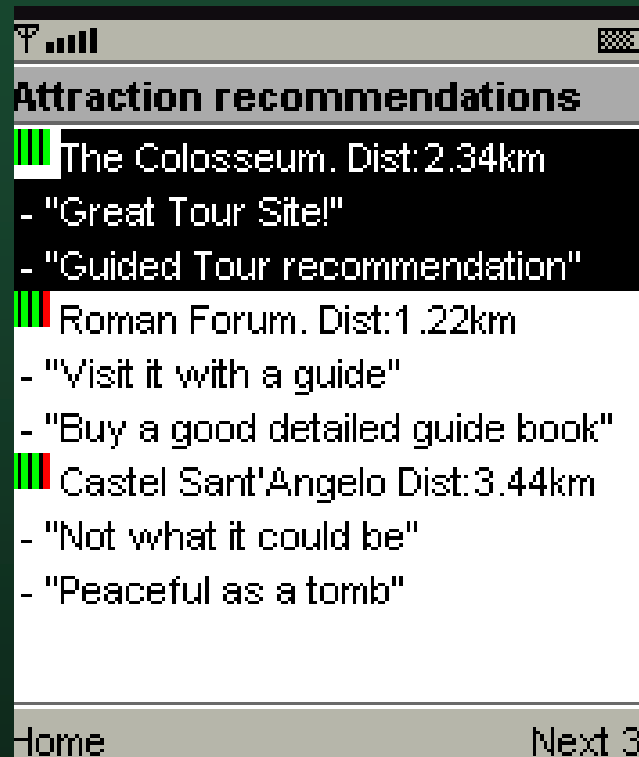 Attraction recommendations
The Colosseum. Dist:2.34km
- "Great Tour Site!"
- "Guided Tour recommendation"
Roman Forum. Dist:1.22km
- "Visit it with a guide"
- "Buy a good detailed guide book"
Castel Sant'Angelo Dist:3.44km
- "Not what it could be"
- "Peaceful as a tomb"
Home Next 3